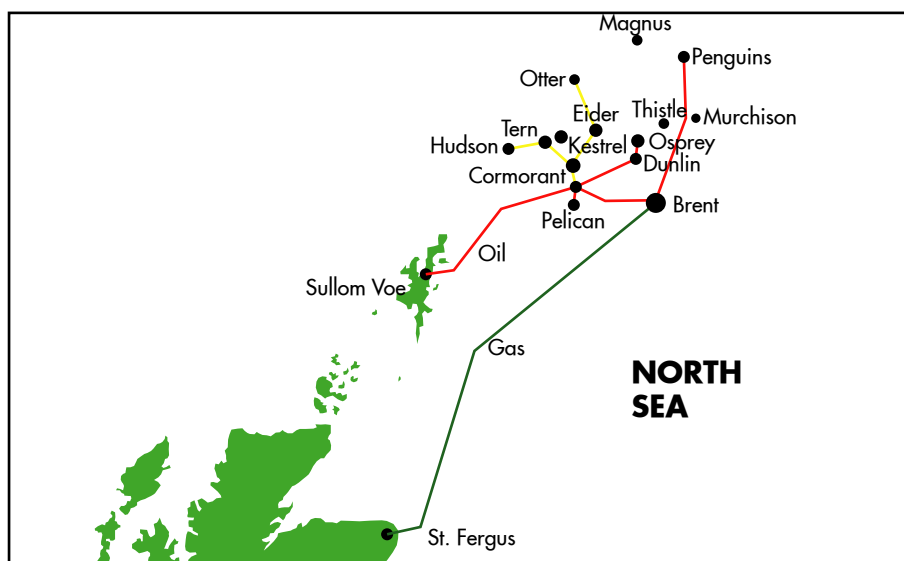 Magnus
Penguins
Otter
Thistle
Murchison
Eider
Tern
Kestrel
Osprey
Hudson
Dunlin
Cormorant
Pelican
Brent
Oil
Sullom Voe
Gas
NORTH
SEA
St. Fergus